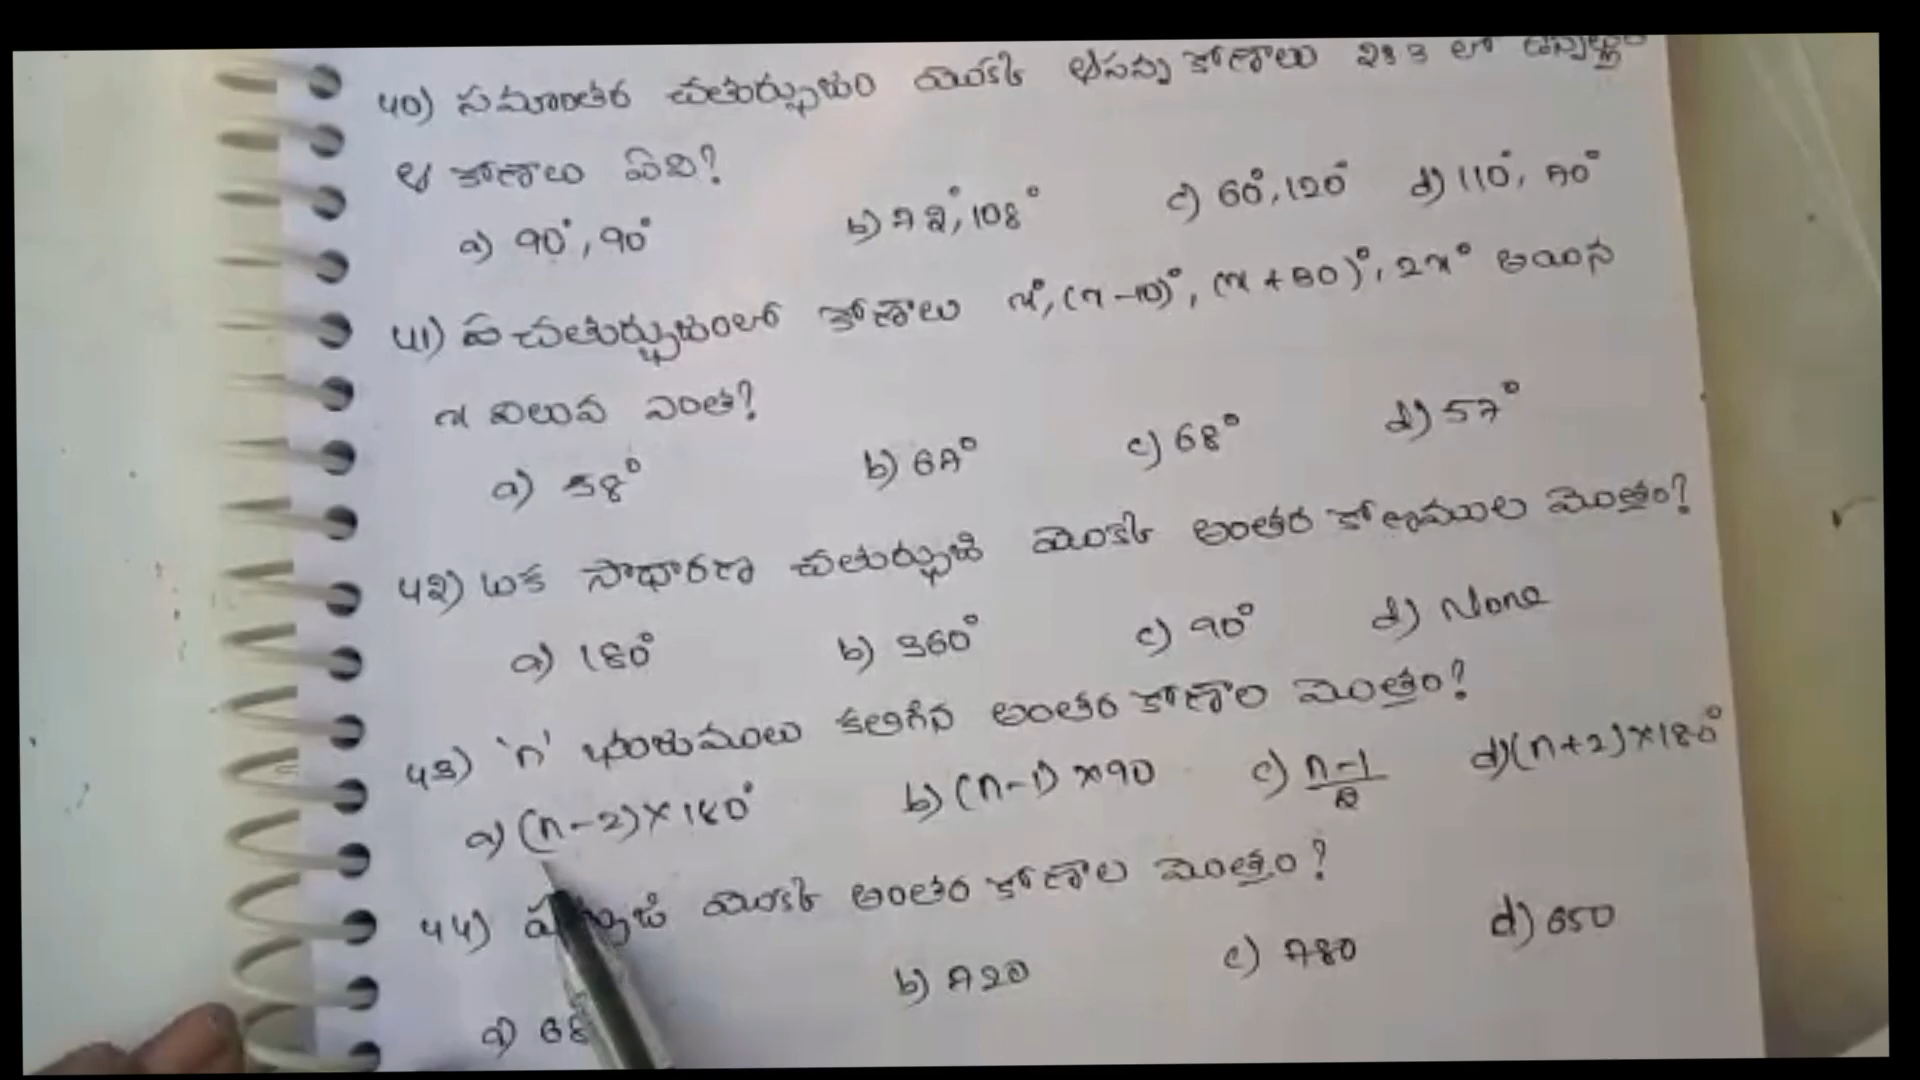 40) సమాంతర చతుర్భుజం యొక్క ఆసన్న కోణాలు 2:3 లో ఉన్న
ఆ కోణాలు ఏవి?
a) 90°, 90° b) 72°, 108° c) 60°, 120° d) 110°, 70°
41) ఒక చతుర్భుజంలో కోణాలు x°, (x-10)°, (x+30)°, 2x° అయిన
x విలువ ఎంత?
a) 58° b) 67° c) 68° d) 57°
42) ఒక సాధారణ చతుర్భుజి యొక్క అంతర కోణముల మొత్తం?
a) 180° b) 360° c) 90° d) None
43) 'n' భుజములు కలిగిన అంతర కోణాల మొత్తం?
a) (n-2)×180° b) (n-1)×90 c) n-1/2 d) (n+2)×180°
44) యొక్క అంతర కోణాల మొత్తం?
a) b) 720 c) 780 d) 650